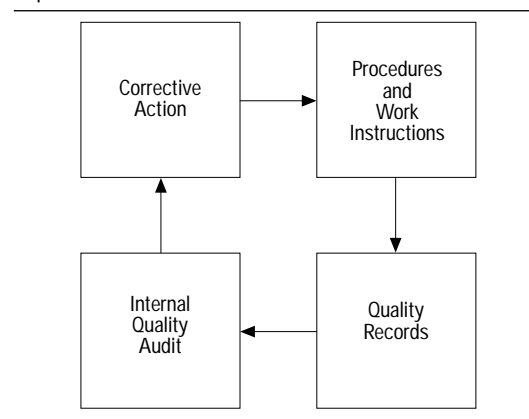 Corrective
Action
Procedures
and
Work
Instructions
Internal
Quality
Audit
Quality
Records